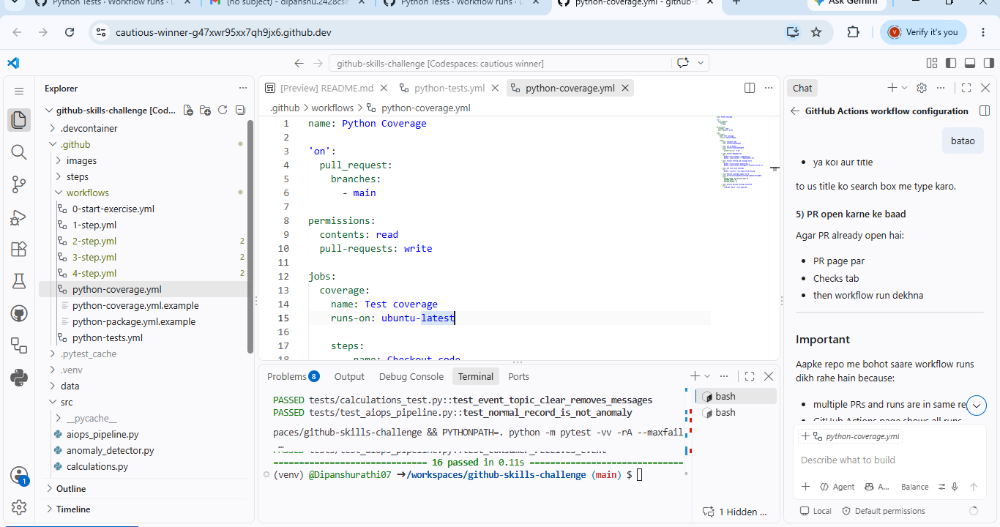 Python Tests · Workflow runs · D
(no subject) - dipanshu.2428cse
Python Tests · Workflow runs · D
python-coverage.yml - github-s
Ask Gemini
cautious-winner-g47xwr95xx7qh9jx6.github.dev
V
Verify it's you
github-skills-challenge [Codespaces: cautious winner]
Explorer
github-skills-challenge [Cod...
.devcontainer
.github
images
steps
workflows
0-start-exercise.yml
1-step.yml
2-step.yml 2
3-step.yml 2
4-step.yml 2
python-coverage.yml
python-coverage.yml.example
python-package.yml.example
python-tests.yml
.pytest_cache
.venv
data
src
__pycache__
aiops_pipeline.py
anomaly_detector.py
calculations.py
Outline
Timeline
1
[Preview] README.md
python-tests.yml
python-coverage.yml
.github > workflows > python-coverage.yml
1 name: Python Coverage
2
3 'on':
4 pull_request:
5 branches:
6 - main
7
8 permissions:
9 contents: read
10 pull-requests: write
11
12 jobs:
13 coverage:
14 name: Test coverage
15 runs-on: ubuntu-latest
16
17 steps:
18 - name: Checkout code
Problems 8
Output
Debug Console
Terminal
Ports
PASSED tests/calculations_test.py::test_event_topic_clear_removes_messages
PASSED tests/test_aiops_pipeline.py::test_normal_record_is_not_anomaly
paces/github-skills-challenge && PYTHONPATH=. python -m pytest -vv -rA --maxfail
...
PASSED tests/test_aiops_pipeline.py::test_consumer_receives_event
============================== 16 passed in 0.11s ==============================
(venv) @Dipanshurathi07 ➜/workspaces/github-skills-challenge (main) $
bash
bash
1 Hidden ...
Chat
GitHub Actions workflow configuration
batao
• ya koi aur title
to us title ko search box me type karo.
5) PR open karne ke baad
Agar PR already open hai:
• PR page par
• Checks tab
• then workflow run dekhna
Important
Aapke repo me bohot saare workflow runs
dikh rahe hain because:
• multiple PRs and runs are in same re
• GitHub Actions page shows all runs
python-coverage.yml
Describe what to build
Agent
A...
Balance
Local
Default permissions